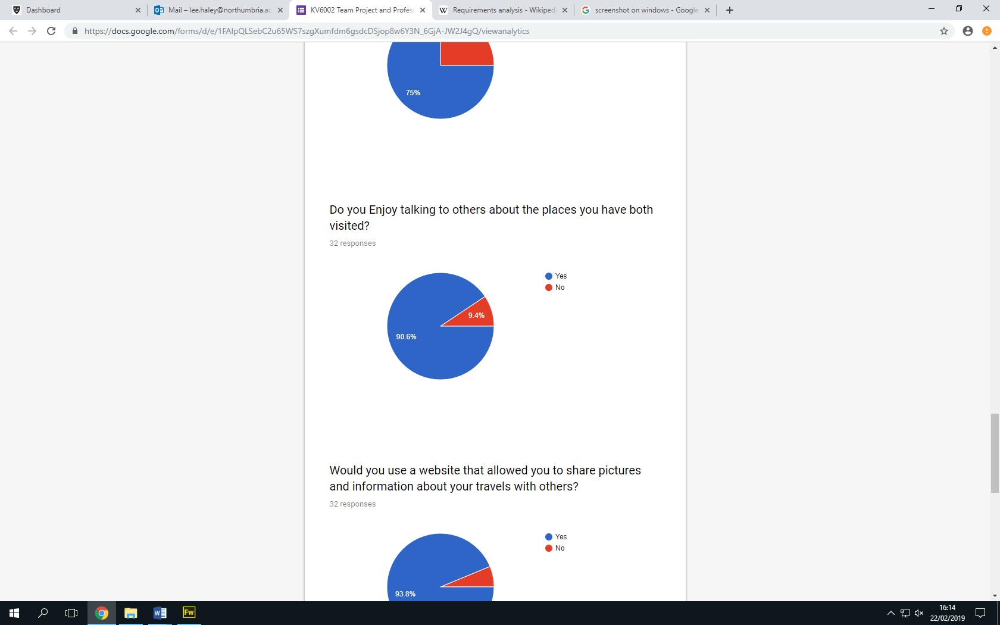 Dashboard
Mail – lee.haley@northumbria.ac.
KV6002 Team Project and Profess
Requirements analysis - Wikipedi
screenshot on windows - Google
https://docs.google.com/forms/d/e/1FAIpQLSebC2u65WS7szgXumfdm6gsdcDSjop8w6Y3N_6GjA-JW2J4gQ/viewanalytics
75%
Do you Enjoy talking to others about the places you have both
visited?
32 responses
Yes
No
9.4%
90.6%
Would you use a website that allowed you to share pictures
and information about your travels with others?
32 responses
Yes
No
93.8%
Fw
16:14
22/02/2019